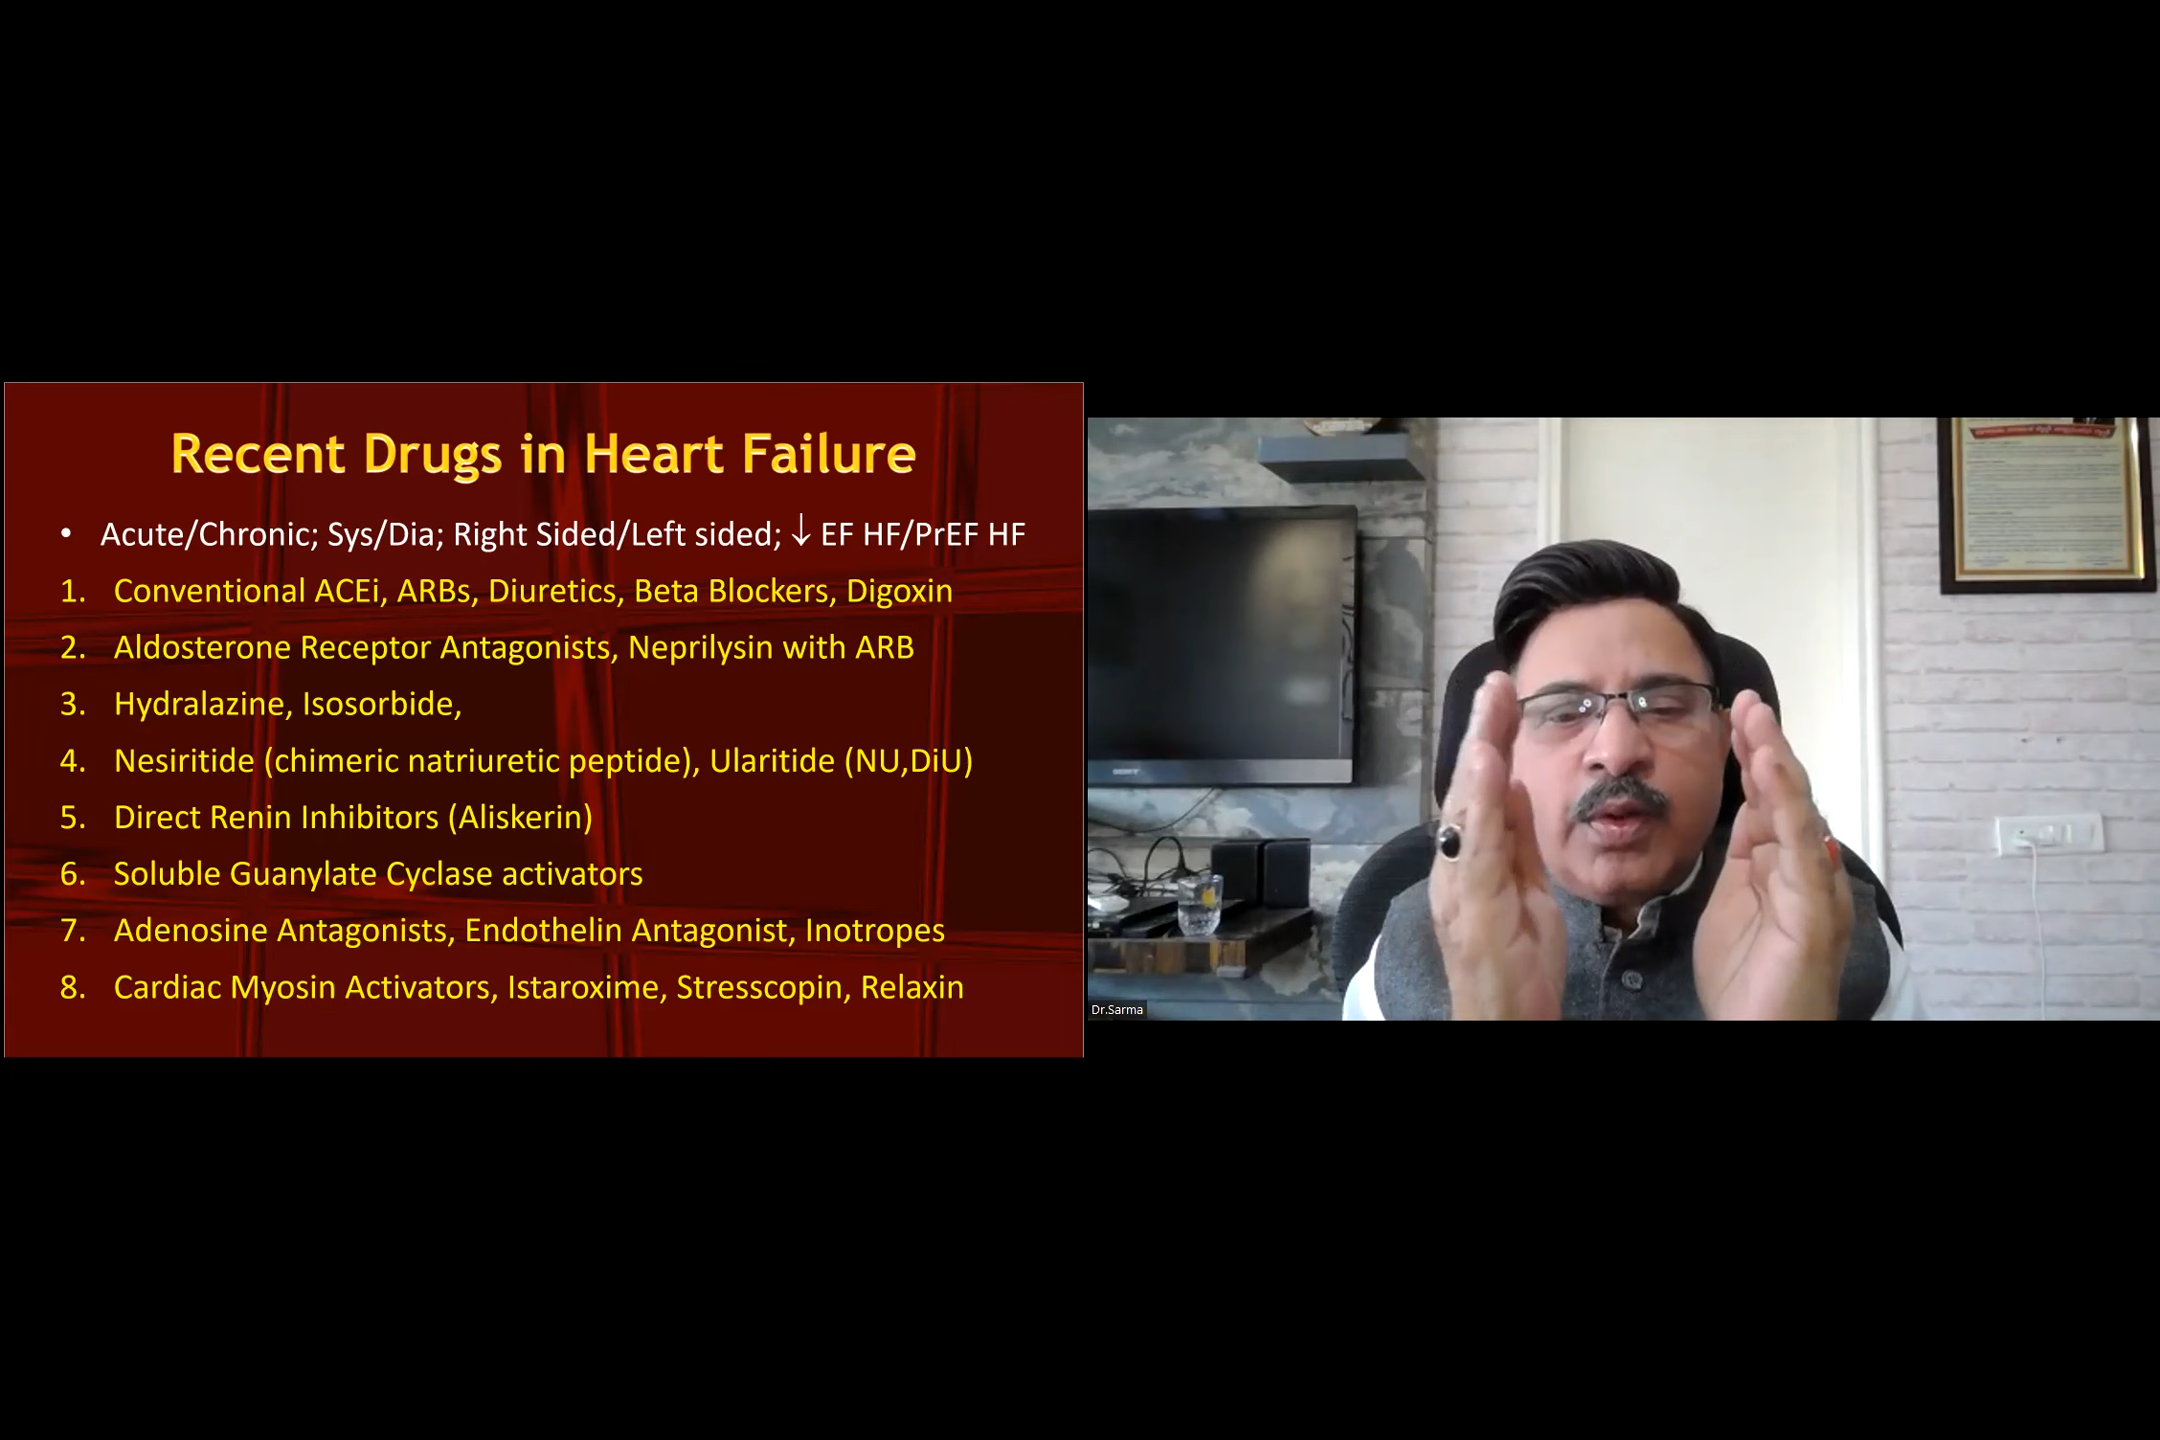 Recent Drugs in Heart Failure
• Acute/Chronic; Sys/Dia; Right Sided/Left sided; ↓ EF HF/PrEF HF
1. Conventional ACEi, ARBs, Diuretics, Beta Blockers, Digoxin
2. Aldosterone Receptor Antagonists, Neprilysin with ARB
3. Hydralazine, Isosorbide,
4. Nesiritide (chimeric natriuretic peptide), Ularitide (NU,DiU)
5. Direct Renin Inhibitors (Aliskerin)
6. Soluble Guanylate Cyclase activators
7. Adenosine Antagonists, Endothelin Antagonist, Inotropes
8. Cardiac Myosin Activators, Istaroxime, Stresscopin, Relaxin
SONY
Dr.Sarma